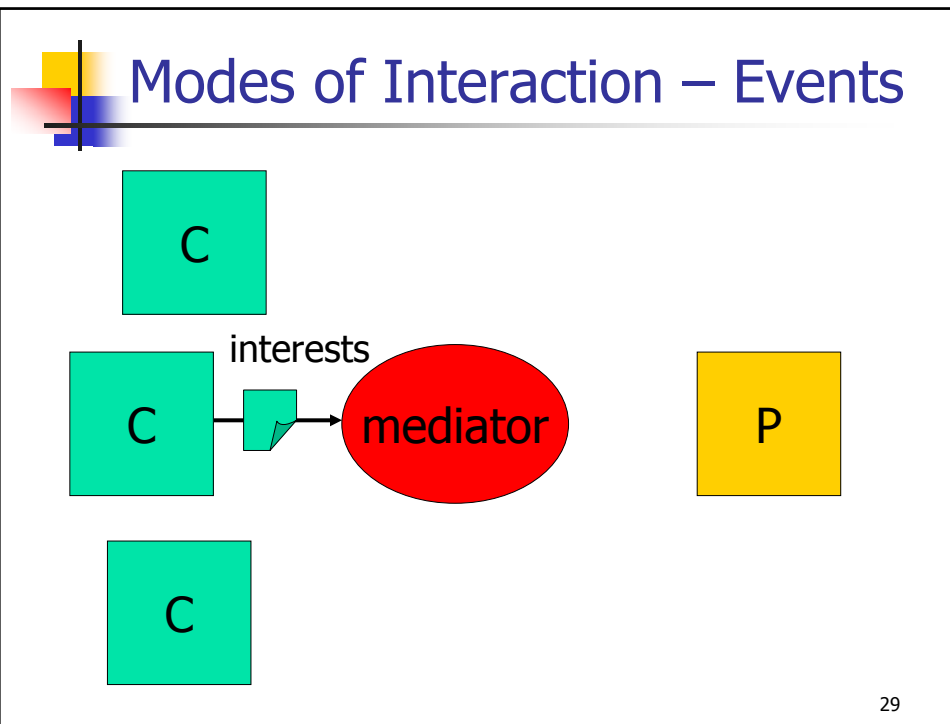 Modes of Interaction – Events
C
interests
C
mediator
P
C
29